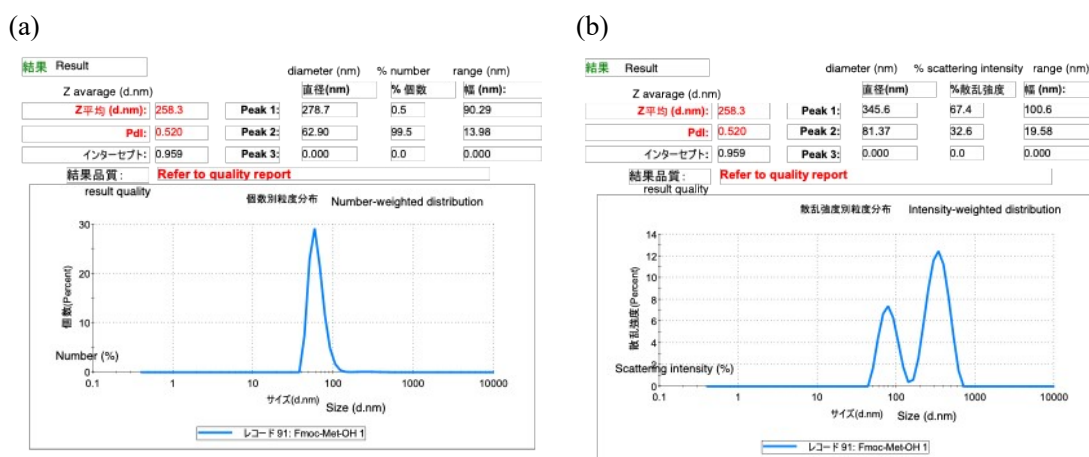 (a)
結果 Result
diameter (nm) % number range (nm)
Z avarage (d.nm) 直径(nm) % 個数 幅 (nm):
Z平均 (d.nm): 258.3 Peak 1: 278.7 0.5 90.29
PdI: 0.520 Peak 2: 62.90 99.5 13.98
インターセプト: 0.959 Peak 3: 0.000 0.0 0.000
結果品質: Refer to quality report
result quality
個数別粒度分布 Number-weighted distribution
30
20
10
0
個数(Percent)
Number (%)
0.1 1 10 100 1000 10000
サイズ(d.nm) Size (d.nm)
レコード 91: Fmoc-Met-OH 1
(b)
結果 Result
diameter (nm) % scattering intensity range (nm)
Z avarage (d.nm) 直径(nm) %散乱強度 幅 (nm):
Z平均 (d.nm): 258.3 Peak 1: 345.6 67.4 100.6
PdI: 0.520 Peak 2: 81.37 32.6 19.58
インターセプト: 0.959 Peak 3: 0.000 0.0 0.000
結果品質: Refer to quality report
result quality
散乱強度別粒度分布 Intensity-weighted distribution
14
12
10
8
6
4
2
0
散乱強度(Percent)
Scattering intensity (%)
0.1 1 10 100 1000 10000
サイズ(d.nm) Size (d.nm)
レコード 91: Fmoc-Met-OH 1